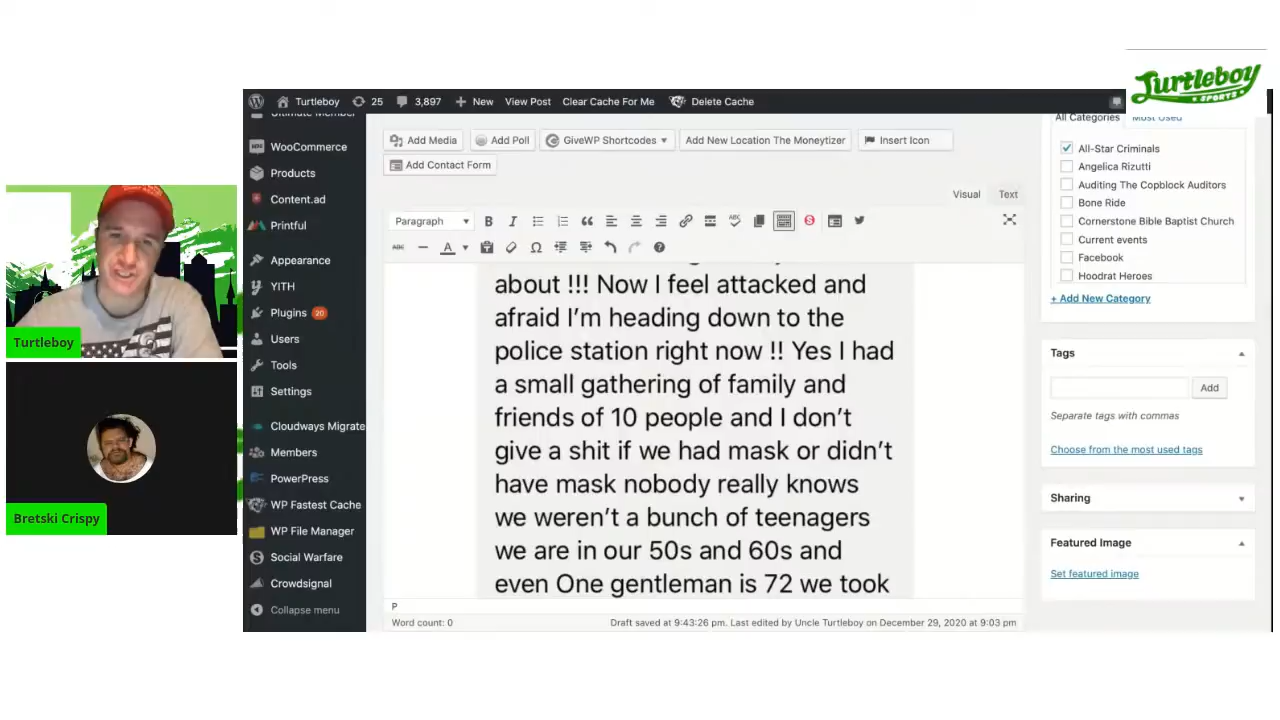 Turtleboy
SPORTS
Turtleboy 25 3,897 New View Post Clear Cache For Me Delete Cache
Ultimate Member
WooCommerce
Products
Content.ad
Printful
Appearance
YITH
Plugins 20
Users
Tools
Settings
Cloudways Migrate
Members
PowerPress
WP Fastest Cache
WP File Manager
Social Warfare
Crowdsignal
Collapse menu
Add Media Add Poll GiveWP Shortcodes Add New Location The Moneytizer Insert Icon
Add Contact Form
Visual Text
Paragraph
about !!! Now I feel attacked and
afraid I’m heading down to the
police station right now !! Yes I had
a small gathering of family and
friends of 10 people and I don’t
give a shit if we had mask or didn’t
have mask nobody really knows
we weren’t a bunch of teenagers
we are in our 50s and 60s and
even One gentleman is 72 we took
P
Word count: 0 Draft saved at 9:43:26 pm. Last edited by Uncle Turtleboy on December 29, 2020 at 9:03 pm
All Categories Most Used
All-Star Criminals
Angelica Rizutti
Auditing The Copblock Auditors
Bone Ride
Cornerstone Bible Baptist Church
Current events
Facebook
Hoodrat Heroes
+ Add New Category
Tags
Add
Separate tags with commas
Choose from the most used tags
Sharing
Featured Image
Set featured image
Turtleboy
Bretski Crispy